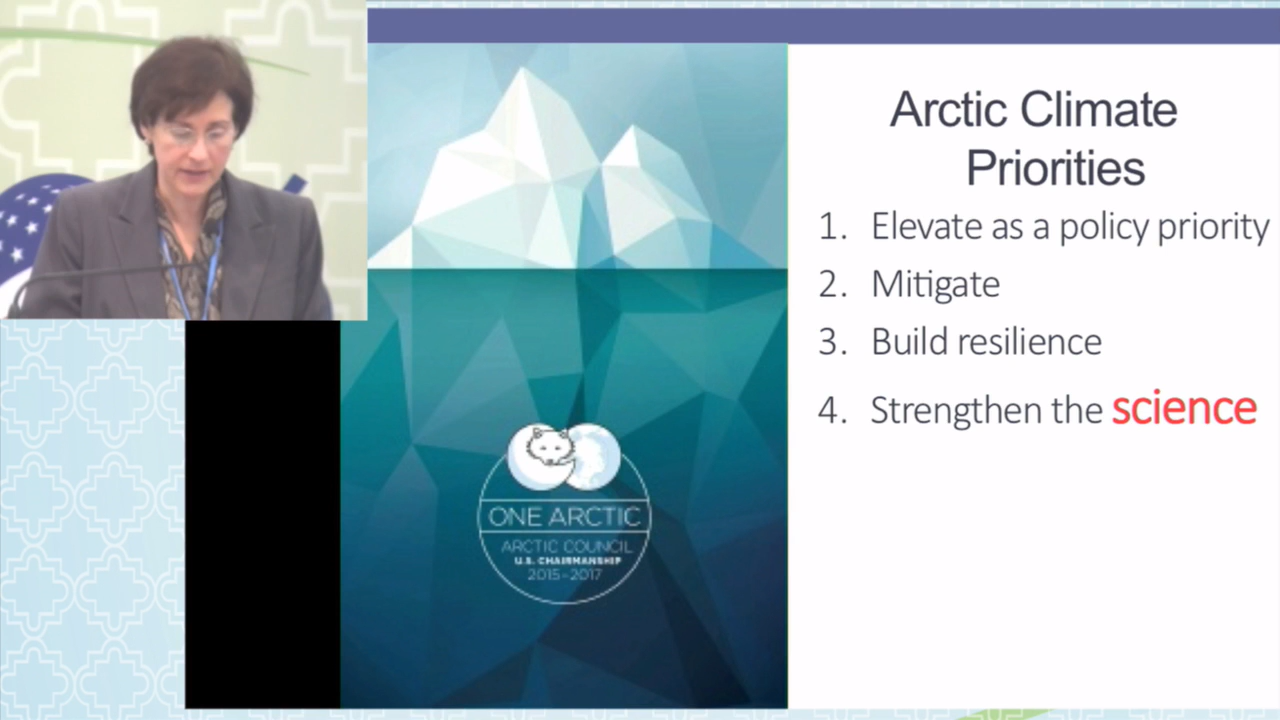 Arctic Climate
Priorities
1. Elevate as a policy priority
2. Mitigate
3. Build resilience
4. Strengthen the science
ONE ARCTIC
ARCTIC COUNCIL
U.S. CHAIRMANSHIP
2015-2017